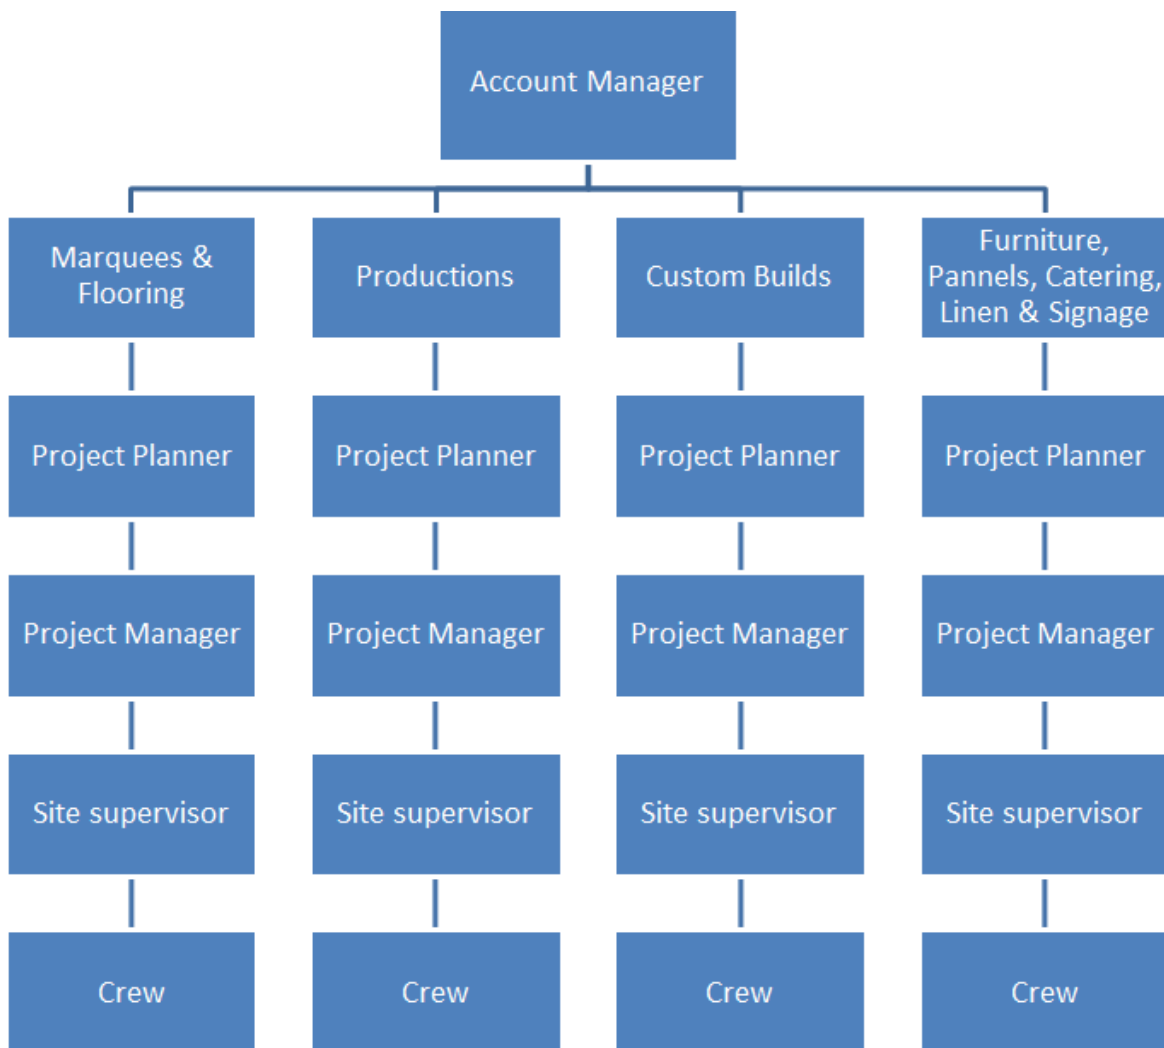 Account Manager
Marquees &
Flooring
Productions
Custom Builds
Furniture,
Pannels, Catering,
Linen & Signage
Project Planner
Project Planner
Project Planner
Project Planner
Project Manager
Project Manager
Project Manager
Project Manager
Site supervisor
Site supervisor
Site supervisor
Site supervisor
Crew
Crew
Crew
Crew